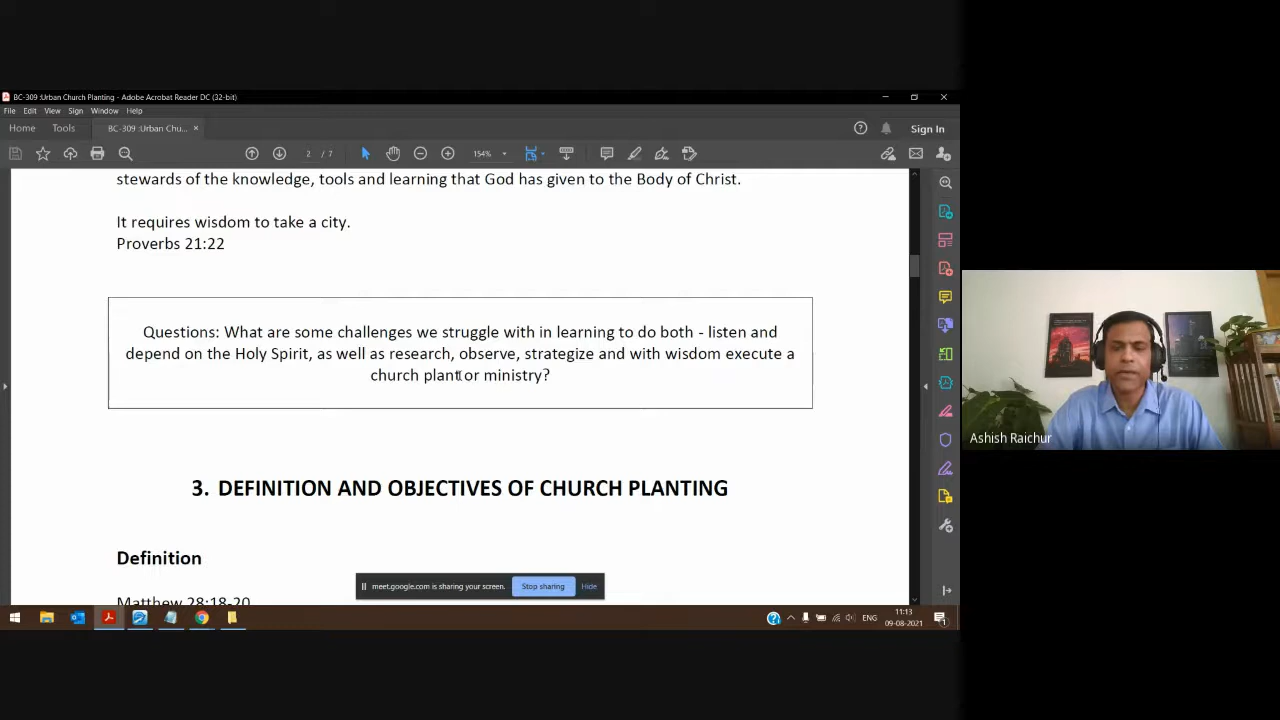 BC-309 :Urban Church Planting - Adobe Acrobat Reader DC (32-bit)
File Edit View Sign Window Help
Home Tools BC-309 :Urban Chu... × Sign In
2 / 7 154%
stewards of the knowledge, tools and learning that God has given to the Body of Christ.
It requires wisdom to take a city.
Proverbs 21:22
Questions: What are some challenges we struggle with in learning to do both - listen and
depend on the Holy Spirit, as well as research, observe, strategize and with wisdom execute a
church plant or ministry?
3. DEFINITION AND OBJECTIVES OF CHURCH PLANTING
Definition
Matthew 28:18-20
meet.google.com is sharing your screen. Stop sharing Hide
ENG
11:13
09-08-2021
Ashish Raichur